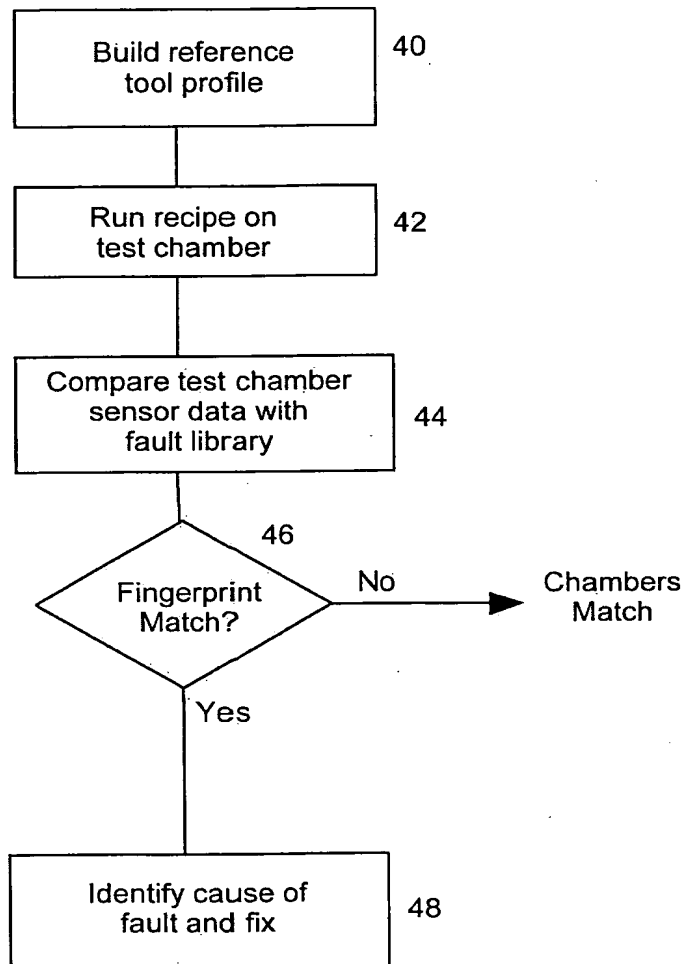 Build reference
tool profile
40
Run recipe on
test chamber
42
Compare test chamber
sensor data with
fault library
44
46
Fingerprint
Match?
No
Chambers
Match
Yes
Identify cause of
fault and fix
48